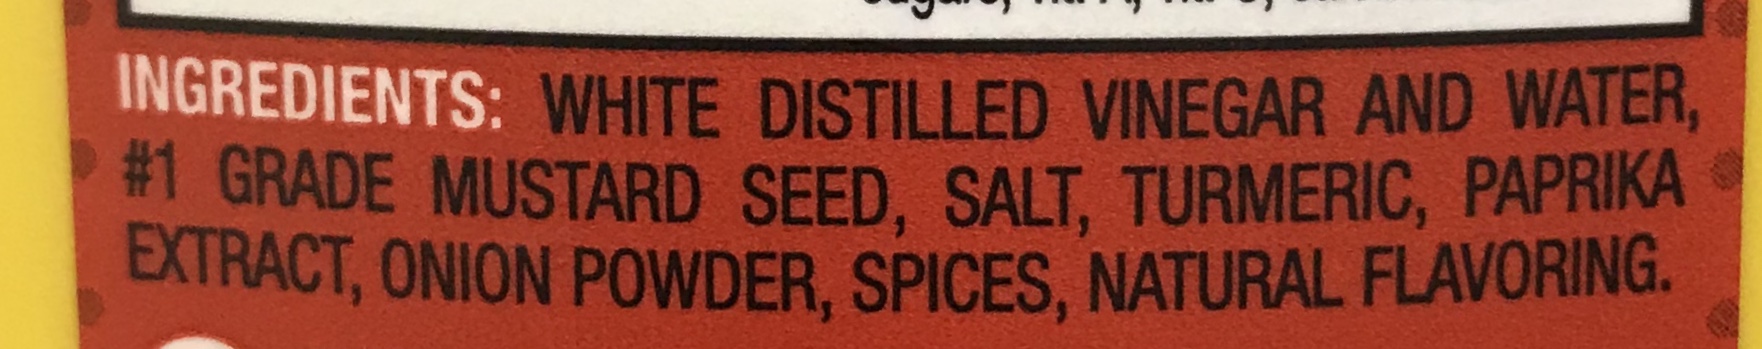 INGREDIENTS: WHITE DISTILLED VINEGAR AND WATER,
#1 GRADE MUSTARD SEED, SALT, TURMERIC, PAPRIKA
EXTRACT, ONION POWDER, SPICES, NATURAL FLAVORING.